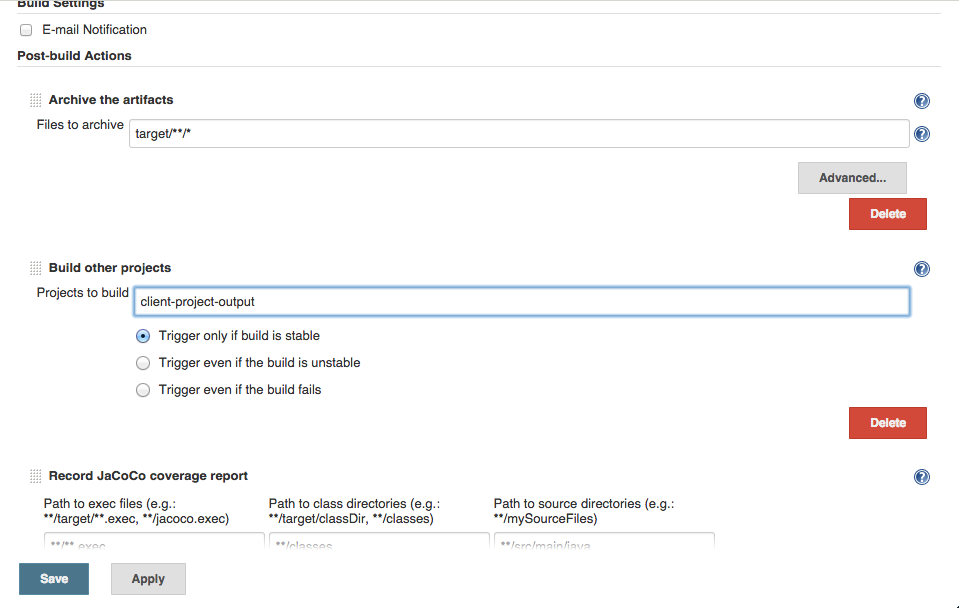 Build Settings
E-mail Notification
Post-build Actions
Archive the artifacts
Files to archive
target/**/*
Advanced...
Delete
Build other projects
Projects to build
client-project-output
Trigger only if build is stable
Trigger even if the build is unstable
Trigger even if the build fails
Delete
Record JaCoCo coverage report
Path to exec files (e.g.: Path to class directories (e.g.: Path to source directories (e.g.:
**/target/**.exec, **/jacoco.exec) **/target/classDir, **/classes) **/mySourceFiles)
**/**.exec **/classes **/src/main/java
Save Apply